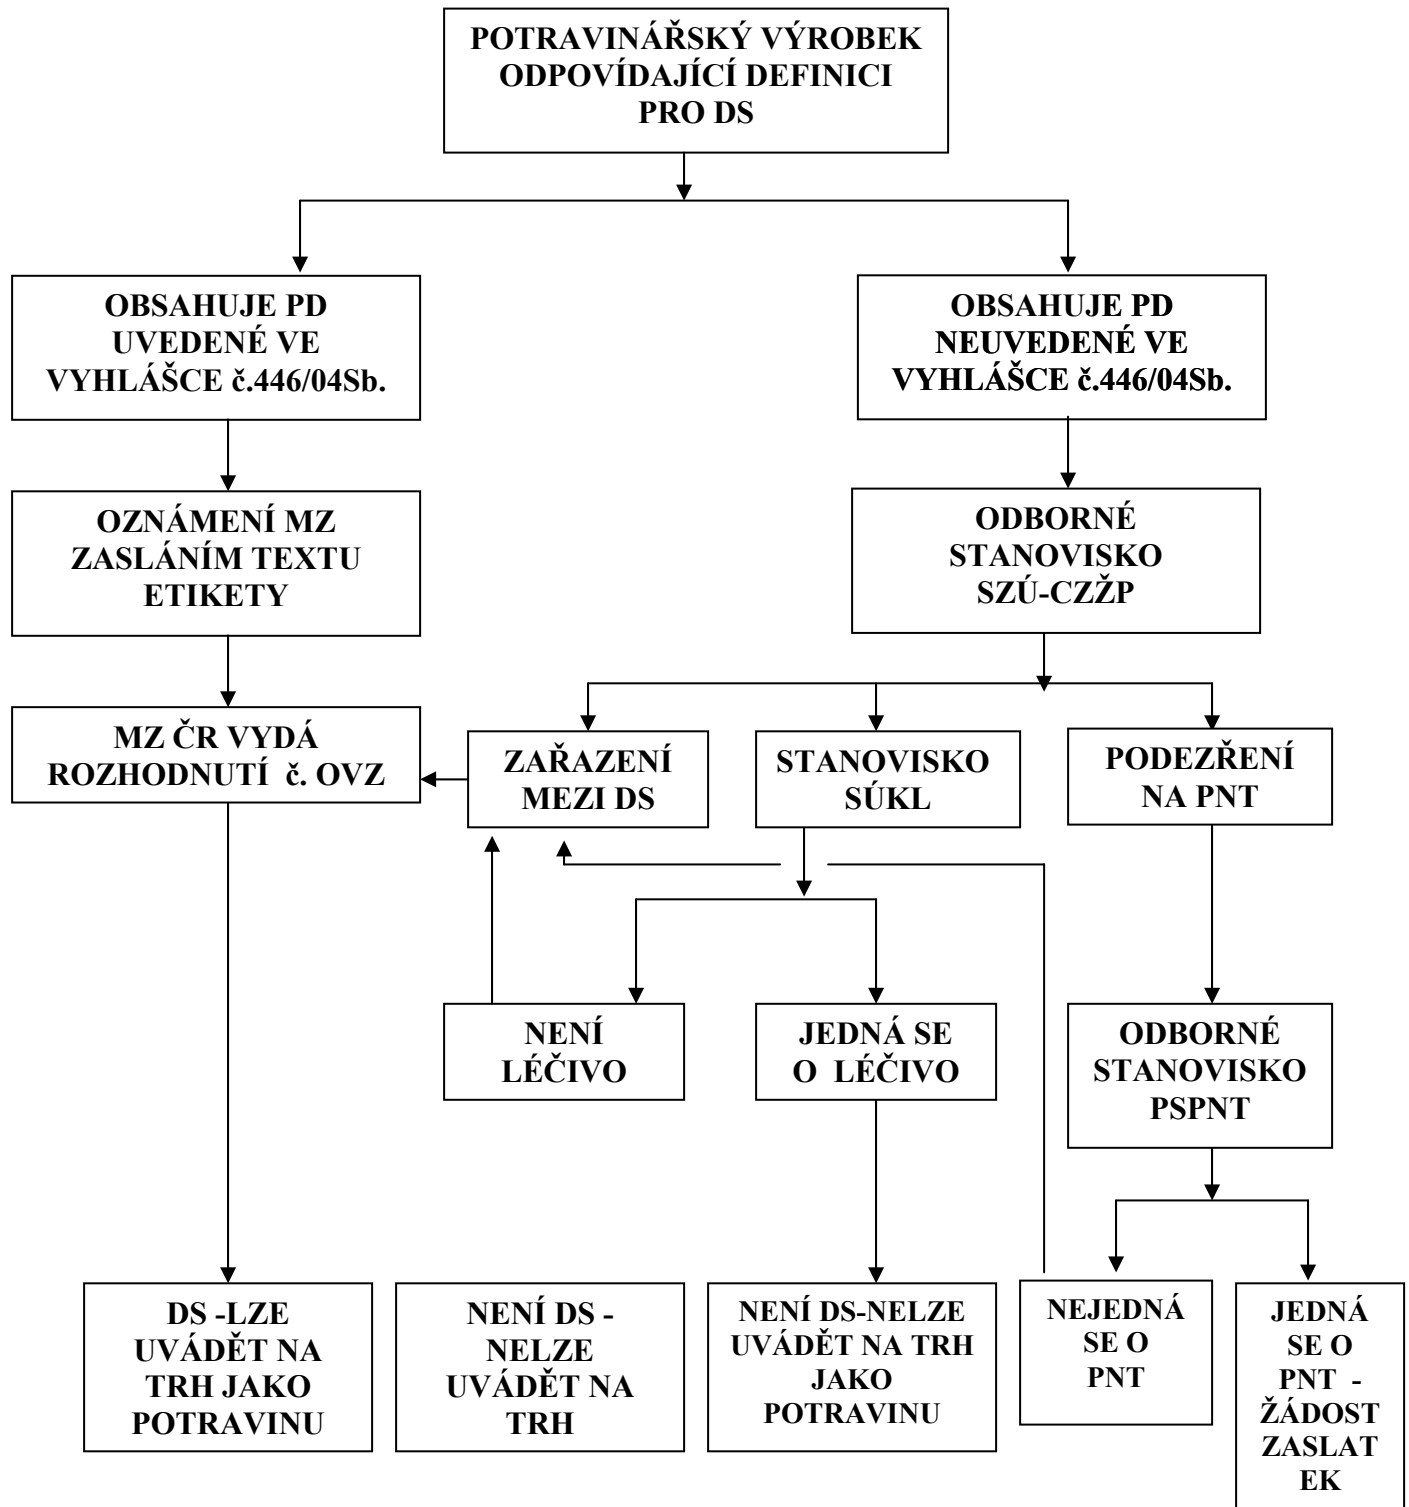 POTRAVINÁŘSKÝ VÝROBEK
ODPOVÍDAJÍCÍ DEFINICI
PRO DS
OBSAHUJE PD
UVEDENÉ VE
VYHLÁŠCE č.446/04Sb.
OBSAHUJE PD
NEUVEDENÉ VE
VYHLÁŠCE č.446/04Sb.
OZNÁMENÍ MZ
ZASLÁNÍM TEXTU
ETIKETY
ODBORNÉ
STANOVISKO
SZÚ-CZŽP
MZ ČR VYDÁ
ROZHODNUTÍ č. OVZ
ZAŘAZENÍ
MEZI DS
STANOVISKO
SÚKL
PODEZŘENÍ
NA PNT
NENÍ
LÉČIVO
JEDNÁ SE
O LÉČIVO
ODBORNÉ
STANOVISKO
PSPNT
DS -LZE
UVÁDĚT NA
TRH JAKO
POTRAVINU
NENÍ DS -
NELZE
UVÁDĚT NA
TRH
NENÍ DS-NELZE
UVÁDĚT NA TRH
JAKO
POTRAVINU
NEJEDNÁ
SE O
PNT
JEDNÁ
SE O
PNT -
ŽÁDOST
ZASLAT
EK